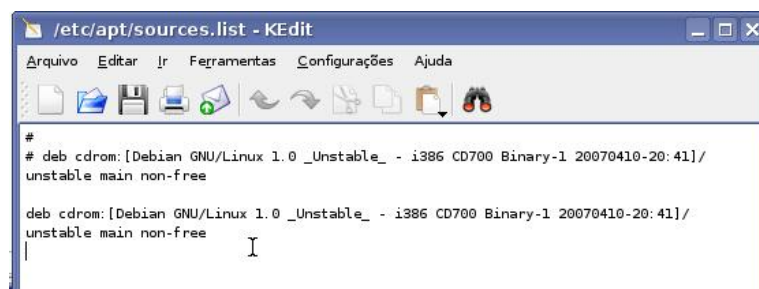 /etc/apt/sources.list - KEdit
Arquivo Editar Ir Ferramentas Configurações Ajuda
#
# deb cdrom:[Debian GNU/Linux 1.0 _Unstable_ - i386 CD700 Binary-1 20070410-20:41]/
unstable main non-free
deb cdrom:[Debian GNU/Linux 1.0 _Unstable_ - i386 CD700 Binary-1 20070410-20:41]/
unstable main non-free